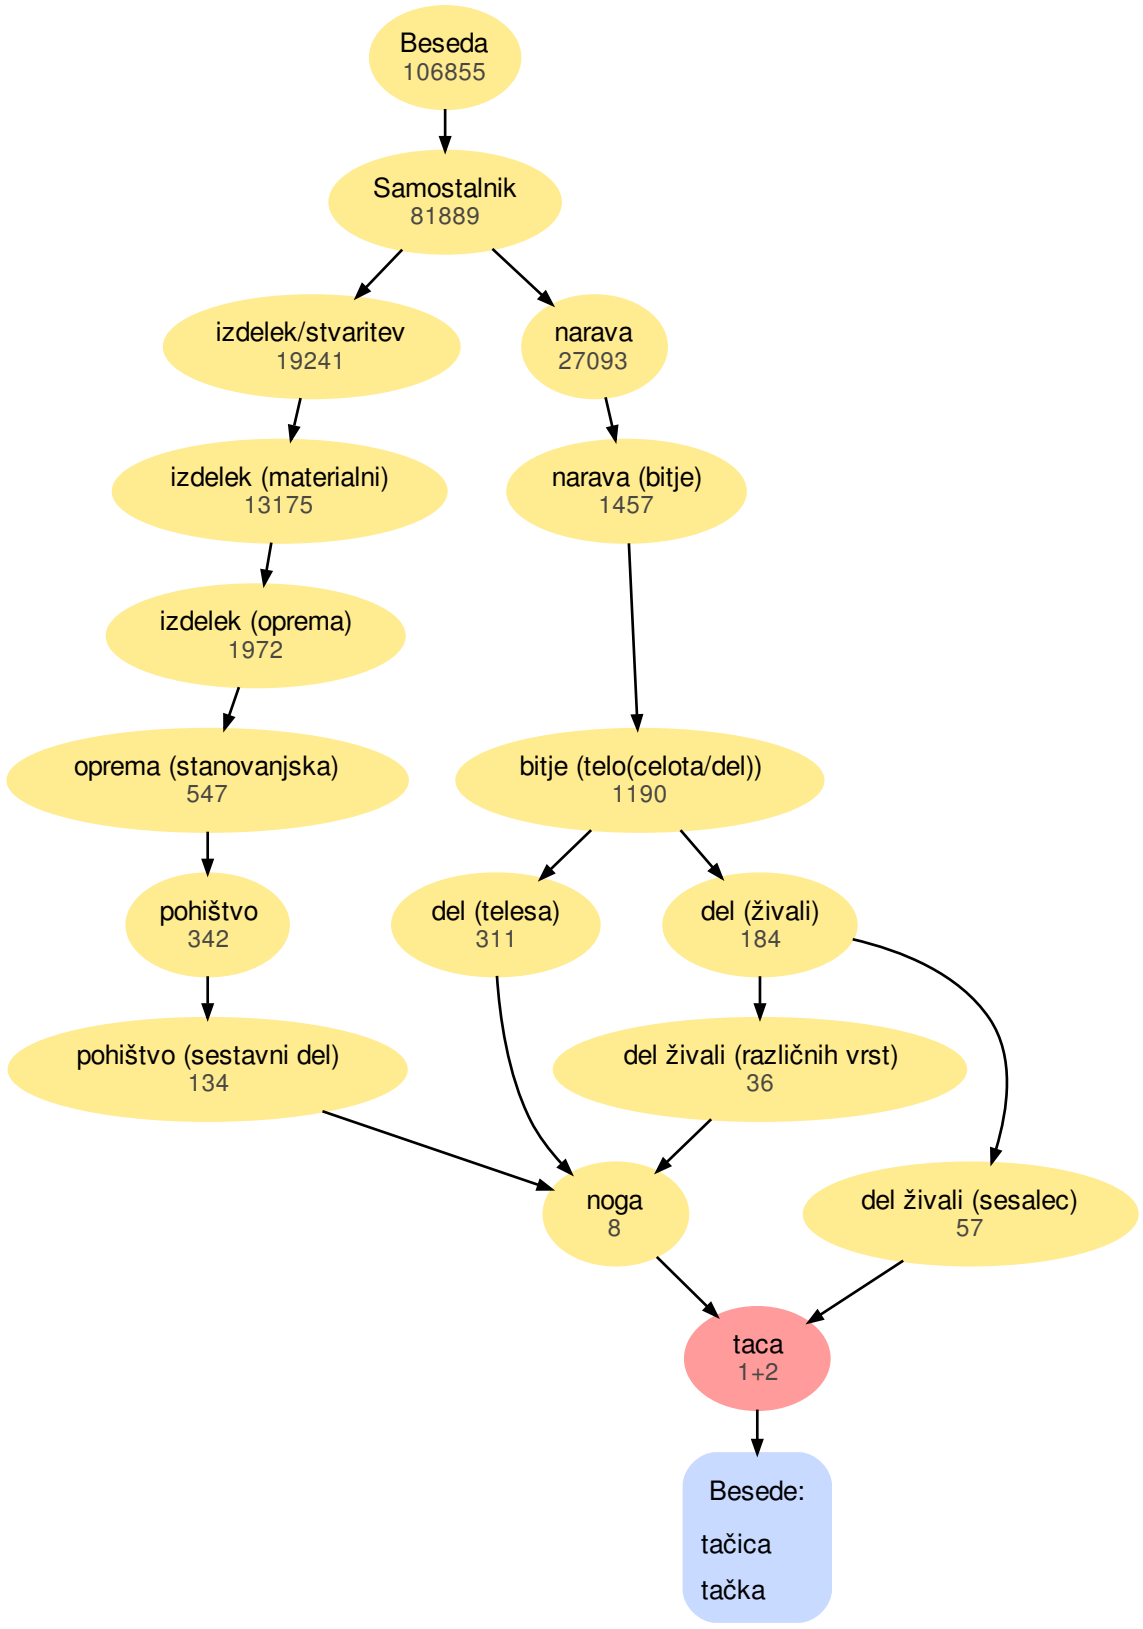 Beseda
106855
Samostalnik
81889
izdelek/stvaritev
19241
narava
27093
izdelek (materialni)
13175
narava (bitje)
1457
izdelek (oprema)
1972
oprema (stanovanjska)
547
bitje (telo(celota/del))
1190
pohištvo
342
del (telesa)
311
del (živali)
184
pohištvo (sestavni del)
134
del živali (različnih vrst)
36
noga
8
del živali (sesalec)
57
taca
1+2
Besede:
tačica
tačka